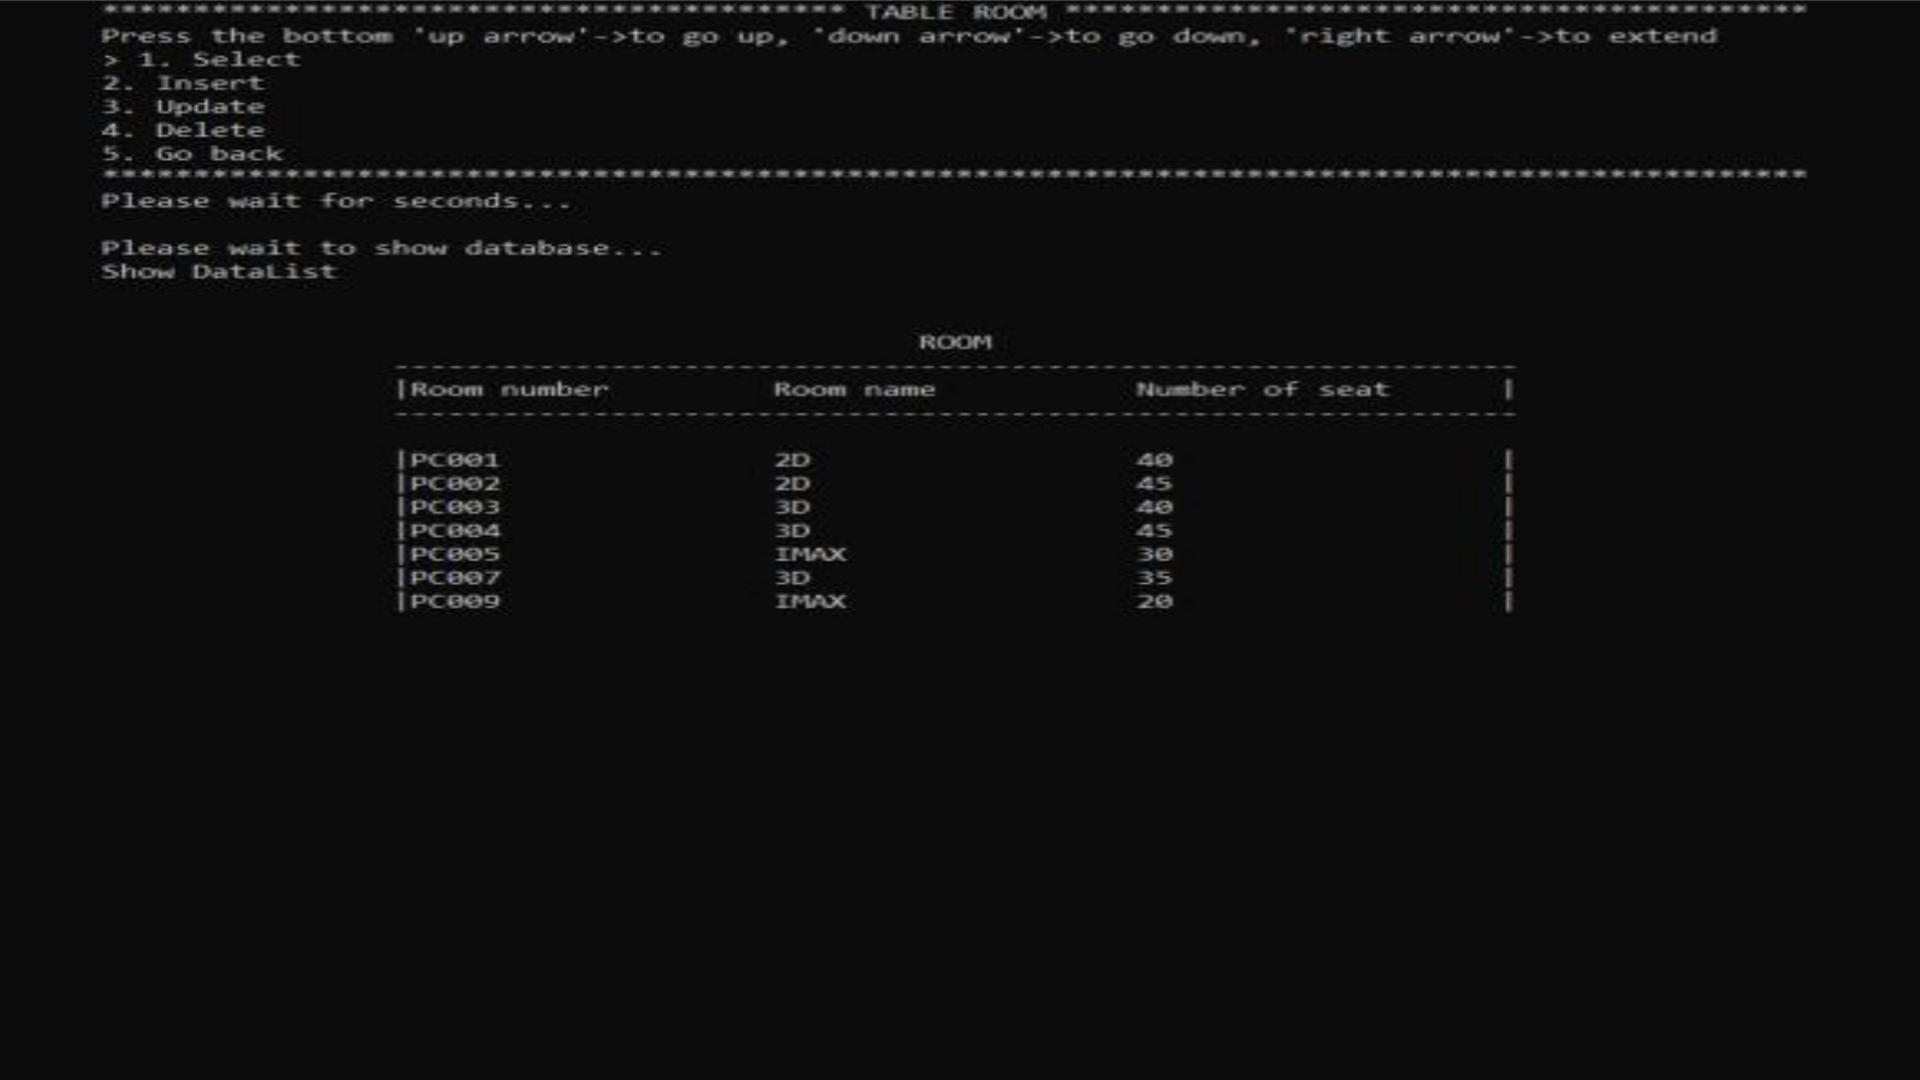 ***************************************** TABLE ROOM *****************************************
Press the bottom 'up arrow'->to go up, 'down arrow'->to go down, 'right arrow'->to extend
> 1. Select
2. Insert
3. Update
4. Delete
5. Go back
**********************************************************************************************
Please wait for seconds...
Please wait to show database...
Show DataList
ROOM
--------------------------------------------------------------
|Room number Room name Number of seat |
--------------------------------------------------------------
|PC001 2D 40 |
|PC002 2D 45 |
|PC003 3D 40 |
|PC004 3D 45 |
|PC005 IMAX 30 |
|PC007 3D 35 |
|PC009 IMAX 20 |